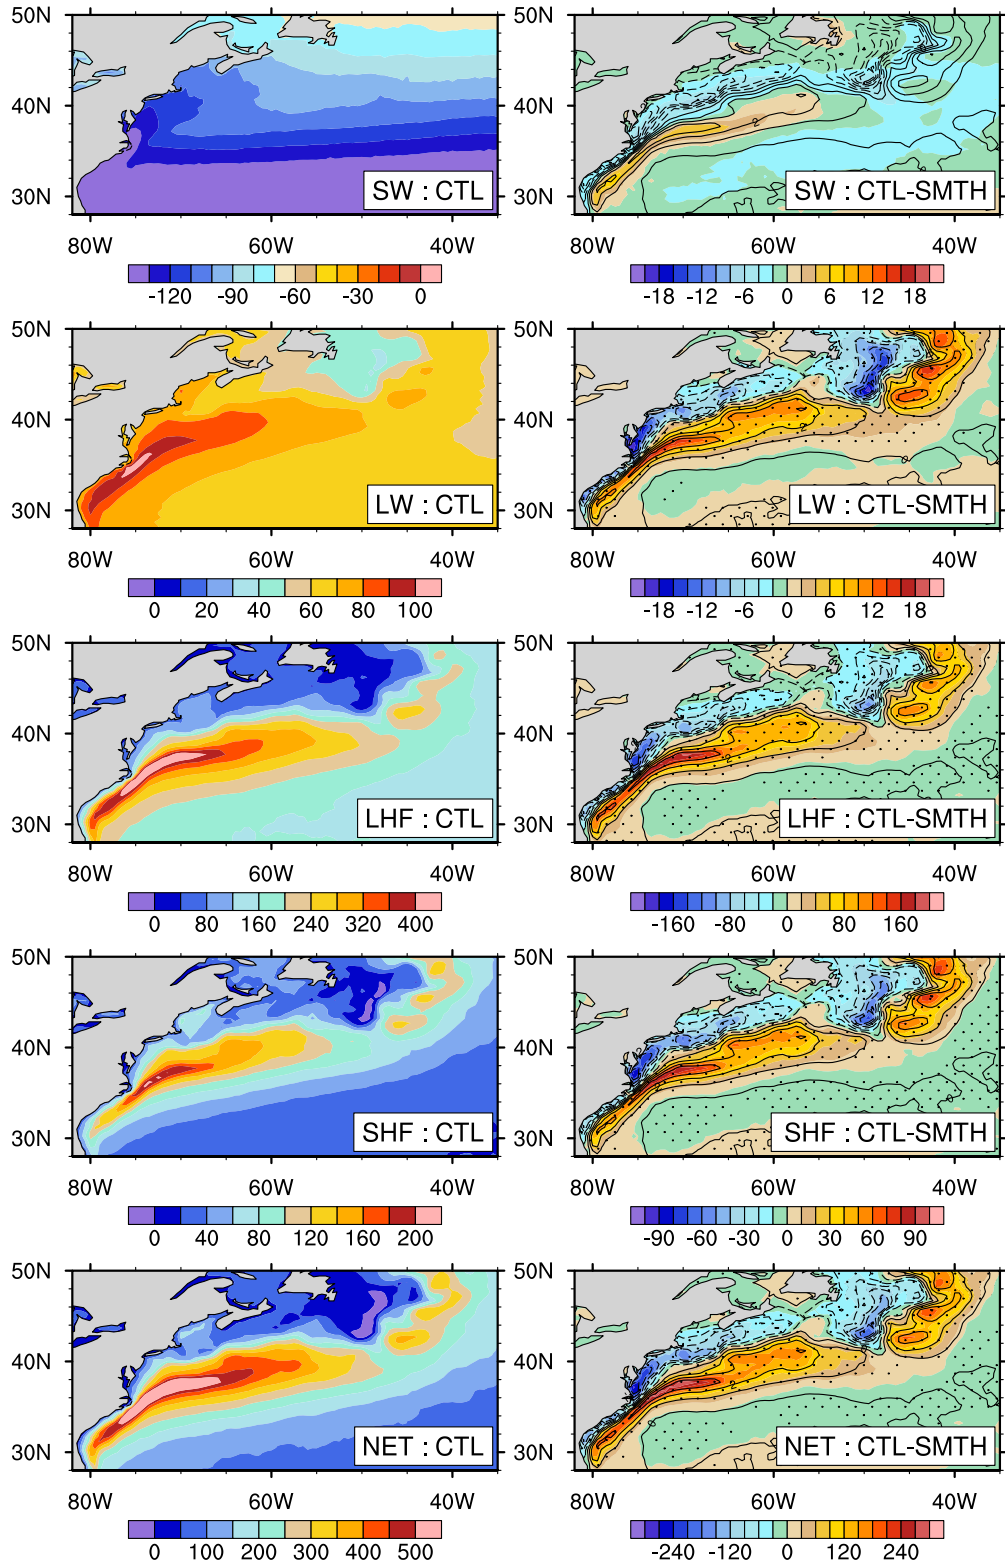 50N
40N
30N
SW : CTL
SW : CTL-SMTH
80W 60W 40W
80W 60W 40W
-120 -90 -60 -30 0
-18 -12 -6 0 6 12 18
50N
40N
30N
LW : CTL
50N
40N
30N
LW : CTL-SMTH
80W 60W 40W
80W 60W 40W
0 20 40 60 80 100
-18 -12 -6 0 6 12 18
50N
40N
30N
LHF : CTL
50N
40N
30N
LHF : CTL-SMTH
80W 60W 40W
80W 60W 40W
0 80 160 240 320 400
-160 -80 0 80 160
50N
40N
30N
SHF : CTL
50N
40N
30N
SHF : CTL-SMTH
80W 60W 40W
80W 60W 40W
0 40 80 120 160 200
-90 -60 -30 0 30 60 90
50N
40N
30N
NET : CTL
50N
40N
30N
NET : CTL-SMTH
80W 60W 40W
80W 60W 40W
0 100 200 300 400 500
-240 -120 0 120 240